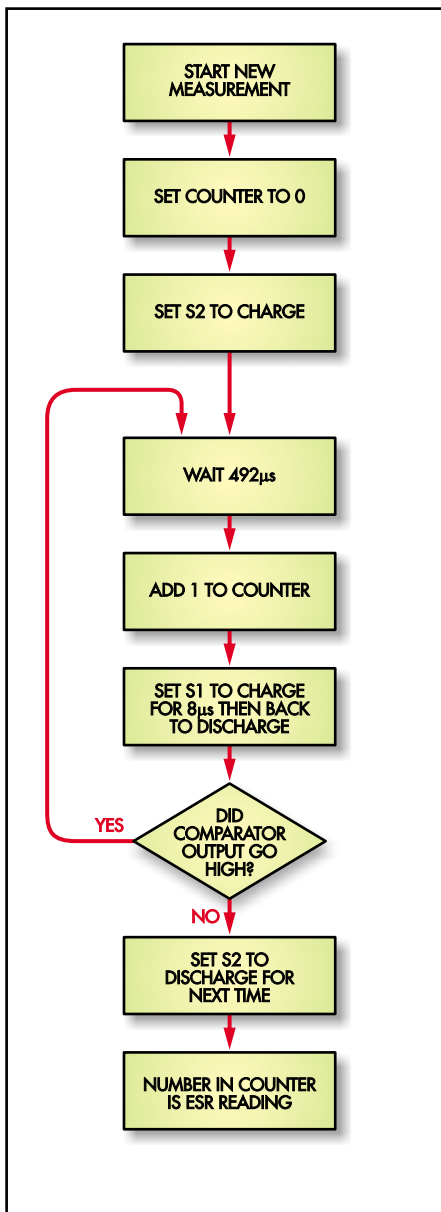 START NEW
MEASUREMENT
SET COUNTER TO 0
SET S2 TO CHARGE
WAIT 492µs
ADD 1 TO COUNTER
SET S1 TO CHARGE
FOR 8µs THEN BACK
TO DISCHARGE
DID
COMPARATOR
OUTPUT GO
HIGH?
YES
NO
SET S2 TO
DISCHARGE FOR
NEXT TIME
NUMBER IN COUNTER
IS ESR READING